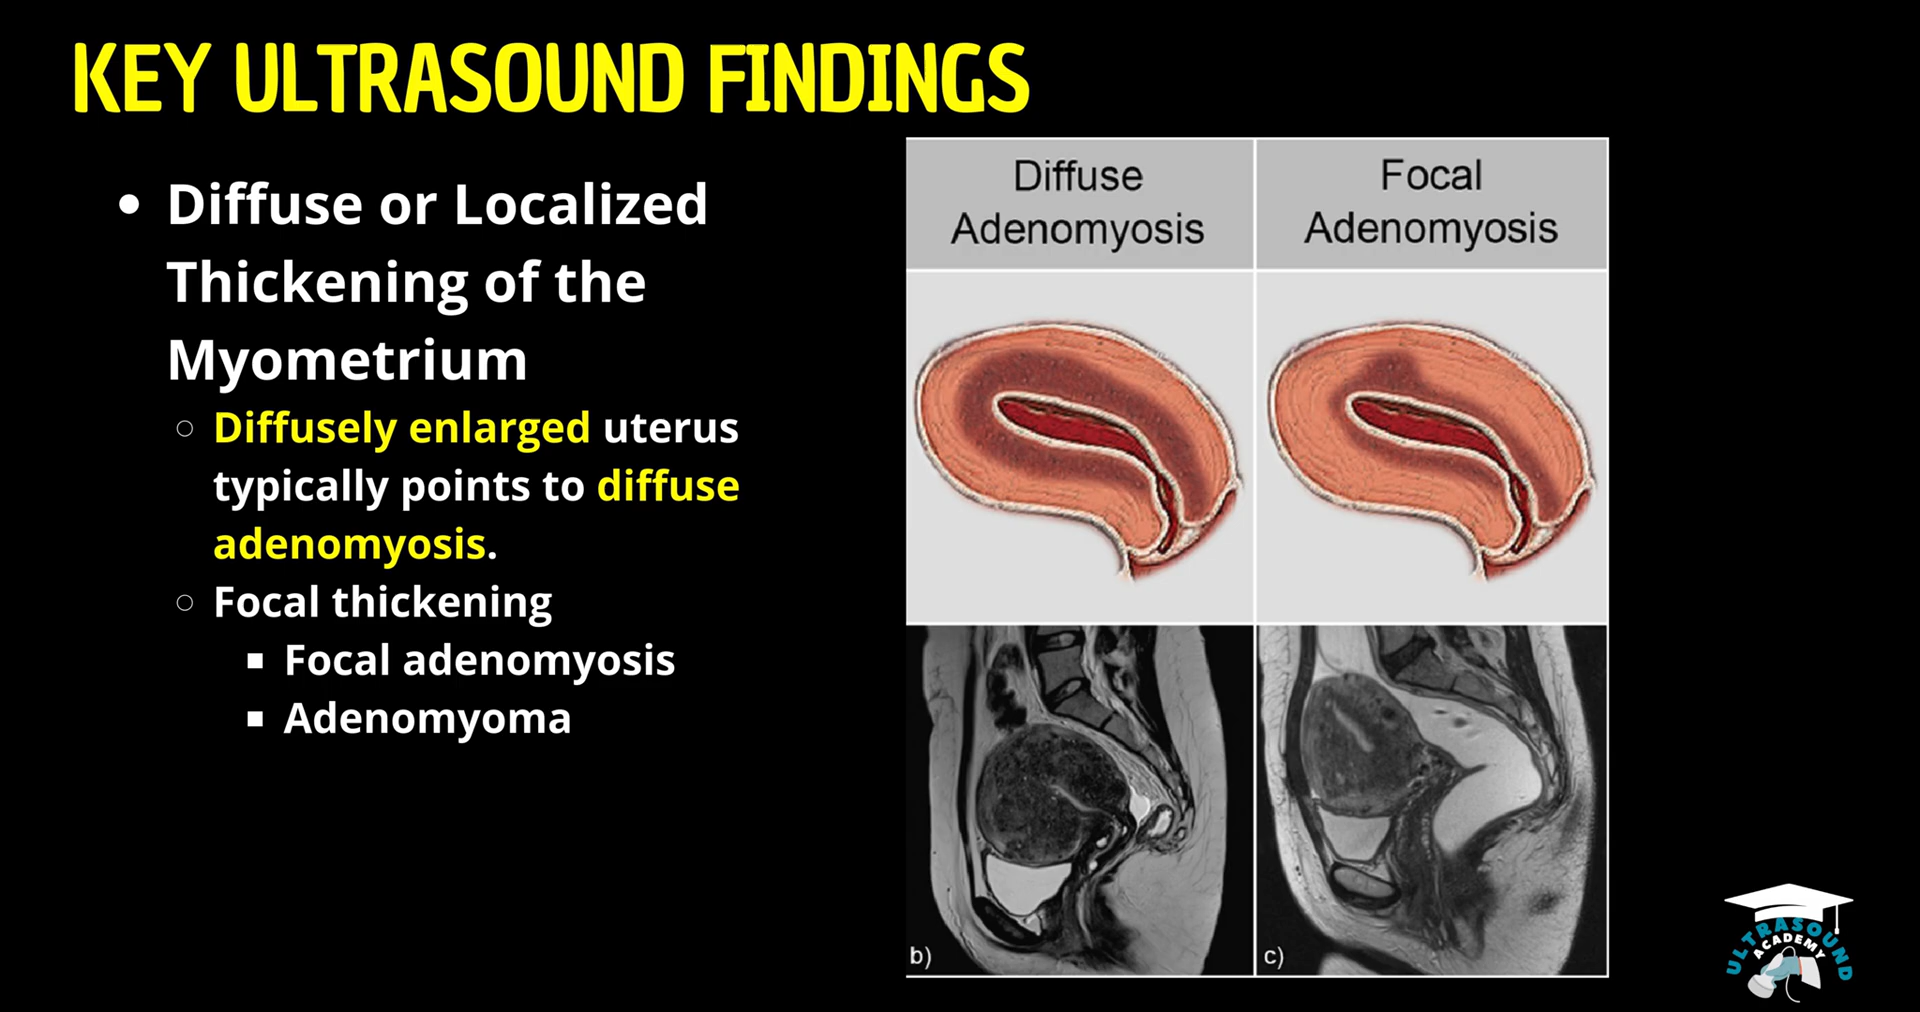 KEY ULTRASOUND FINDINGS
• Diffuse or Localized
Thickening of the
Myometrium
○ Diffusely enlarged uterus
typically points to diffuse
adenomyosis.
○ Focal thickening
▪ Focal adenomyosis
▪ Adenomyoma
Diffuse
Adenomyosis
Focal
Adenomyosis
b)
c)
ULTRASOUND
ACADEMY